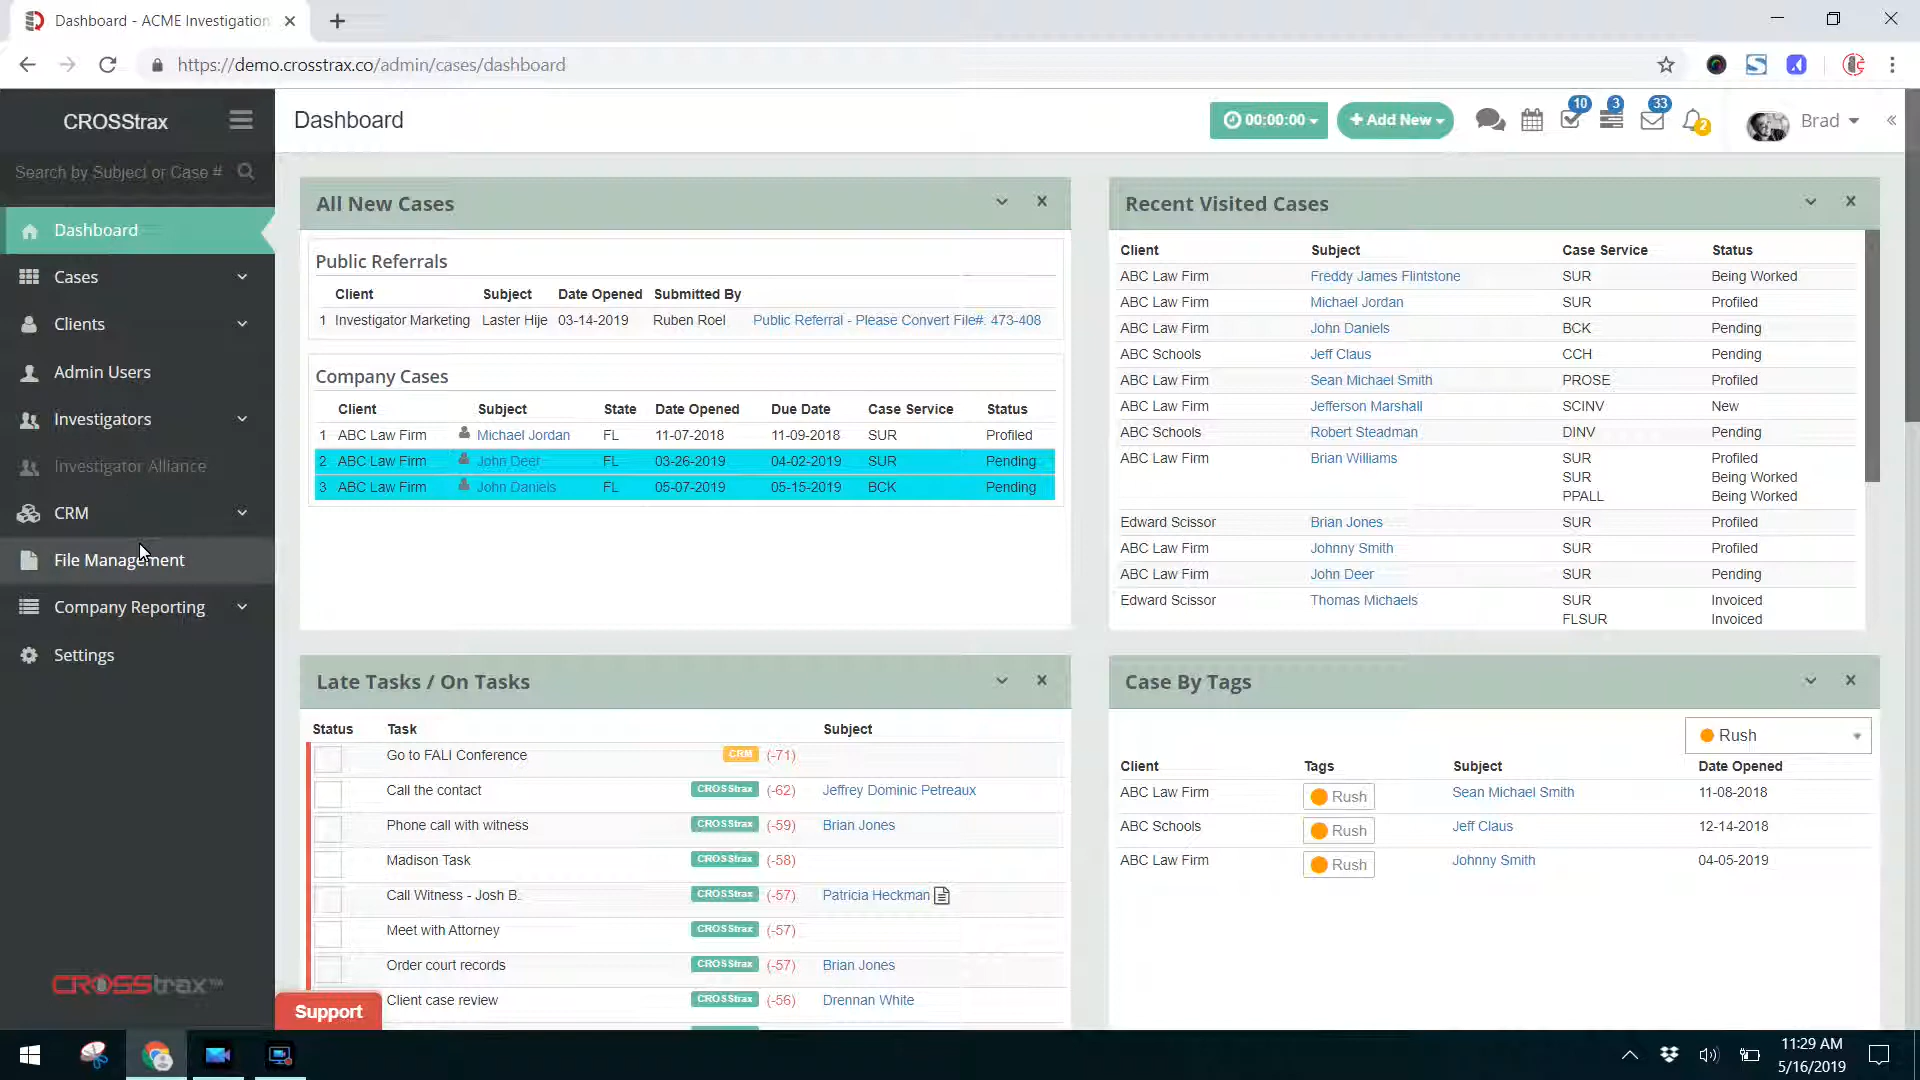 Dashboard - ACME Investigation
https://demo.crosstrax.co/admin/cases/dashboard
CROSStrax
Dashboard
00:00:00
+ Add New
10
3
33
2
Brad
Search by Subject or Case #
Dashboard
Cases
Clients
Admin Users
Investigators
Investigator Alliance
CRM
File Management
Company Reporting
Settings
CROSStrax™
Support
All New Cases
Public Referrals
Client Subject Date Opened Submitted By
1 Investigator Marketing Laster Hije 03-14-2019 Ruben Roel Public Referral - Please Convert File#: 473-408
Company Cases
Client Subject State Date Opened Due Date Case Service Status
1 ABC Law Firm Michael Jordan FL 11-07-2018 11-09-2018 SUR Profiled
2 ABC Law Firm John Deer FL 03-26-2019 04-02-2019 SUR Pending
3 ABC Law Firm John Daniels FL 05-07-2019 05-15-2019 BCK Pending
Recent Visited Cases
Client Subject Case Service Status
ABC Law Firm Freddy James Flintstone SUR Being Worked
ABC Law Firm Michael Jordan SUR Profiled
ABC Law Firm John Daniels BCK Pending
ABC Schools Jeff Claus CCH Pending
ABC Law Firm Sean Michael Smith PROSE Profiled
ABC Law Firm Jefferson Marshall SCINV New
ABC Schools Robert Steadman DINV Pending
ABC Law Firm Brian Williams SUR Profiled
SUR Being Worked
PPALL Being Worked
Edward Scissor Brian Jones SUR Profiled
ABC Law Firm Johnny Smith SUR Profiled
ABC Law Firm John Deer SUR Pending
Edward Scissor Thomas Michaels SUR Invoiced
FLSUR Invoiced
Late Tasks / On Tasks
Status Task Subject
Go to FALI Conference CRM (-71)
Call the contact CROSStrax (-62) Jeffrey Dominic Petreaux
Phone call with witness CROSStrax (-59) Brian Jones
Madison Task CROSStrax (-58)
Call Witness - Josh B. CROSStrax (-57) Patricia Heckman
Meet with Attorney CROSStrax (-57)
Order court records CROSStrax (-57) Brian Jones
Client case review CROSStrax (-56) Drennan White
Case By Tags
Rush
Client Tags Subject Date Opened
ABC Law Firm Rush Sean Michael Smith 11-08-2018
ABC Schools Rush Jeff Claus 12-14-2018
ABC Law Firm Rush Johnny Smith 04-05-2019
11:29 AM
5/16/2019